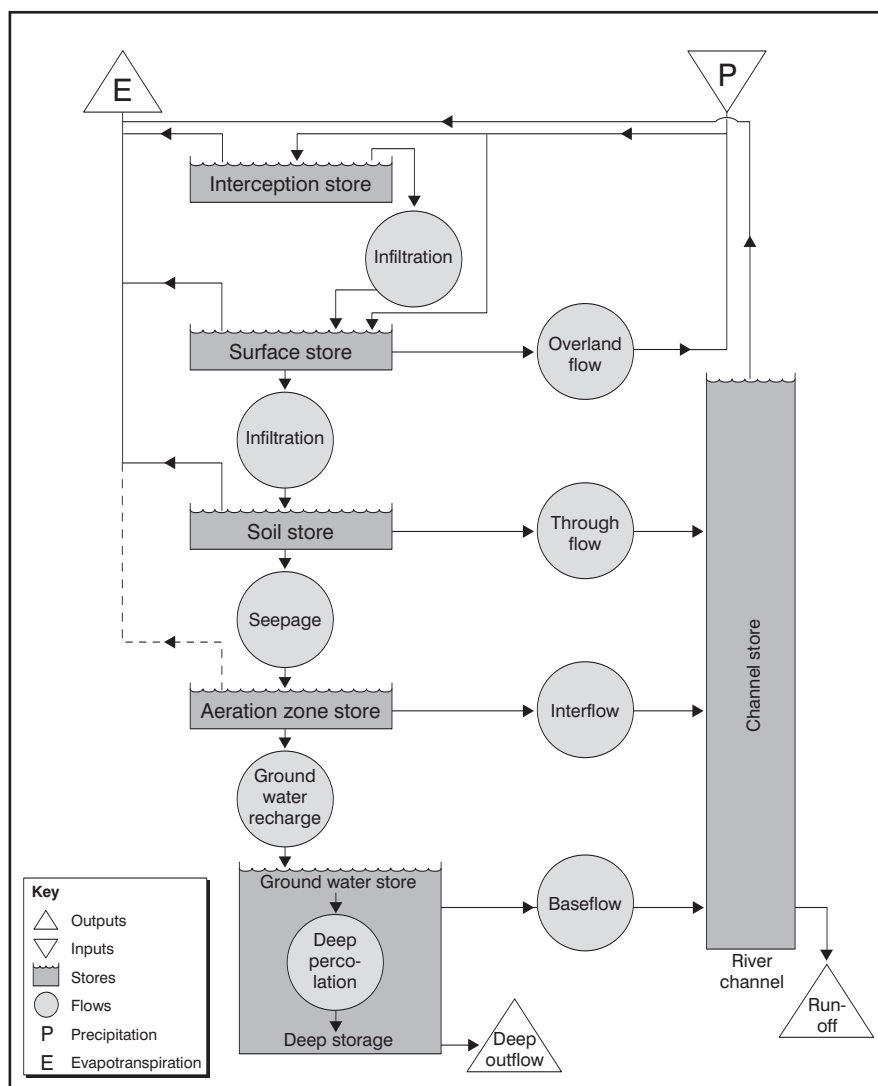 E
P
Interception store
Infiltration
Surface store
Overland
flow
Infiltration
Soil store
Through
flow
Seepage
Aeration zone store
Interflow
Channel store
Ground
water
recharge
Ground water store
Baseflow
Deep
perco-
lation
Deep storage
River
channel
Deep
outflow
Run-
off
Key
Outputs
Inputs
Stores
Flows
P Precipitation
E Evapotranspiration